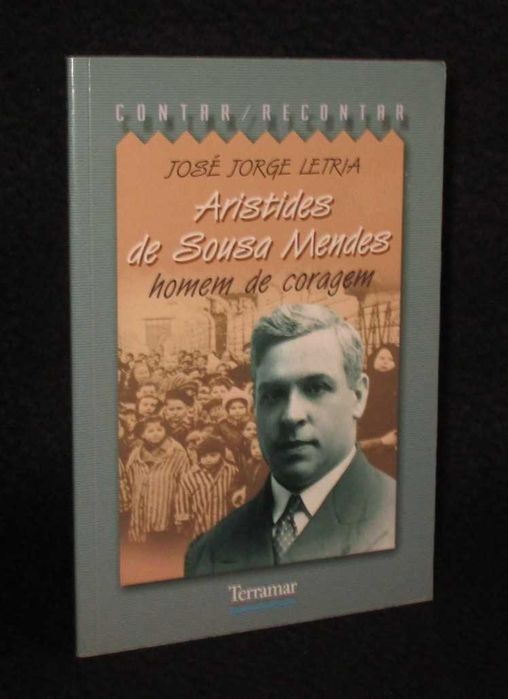 CONTAR / RECONTAR
JOSÉ JORGE LETRIA
Aristides
de Sousa Mendes
homem de coragem
Terramar